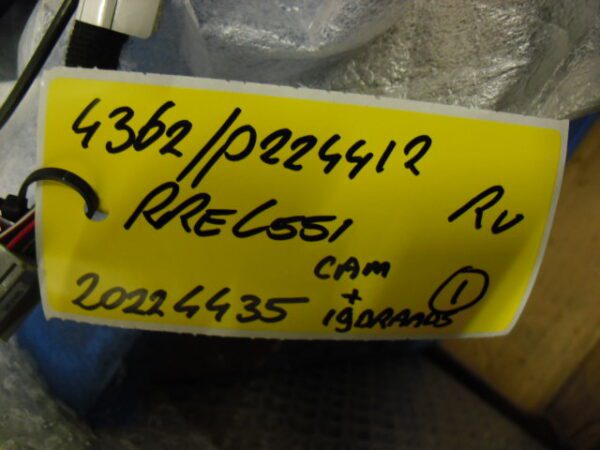 4362/P224412
RREL551 RV
CAM
+
20224435 19DRAADS 1